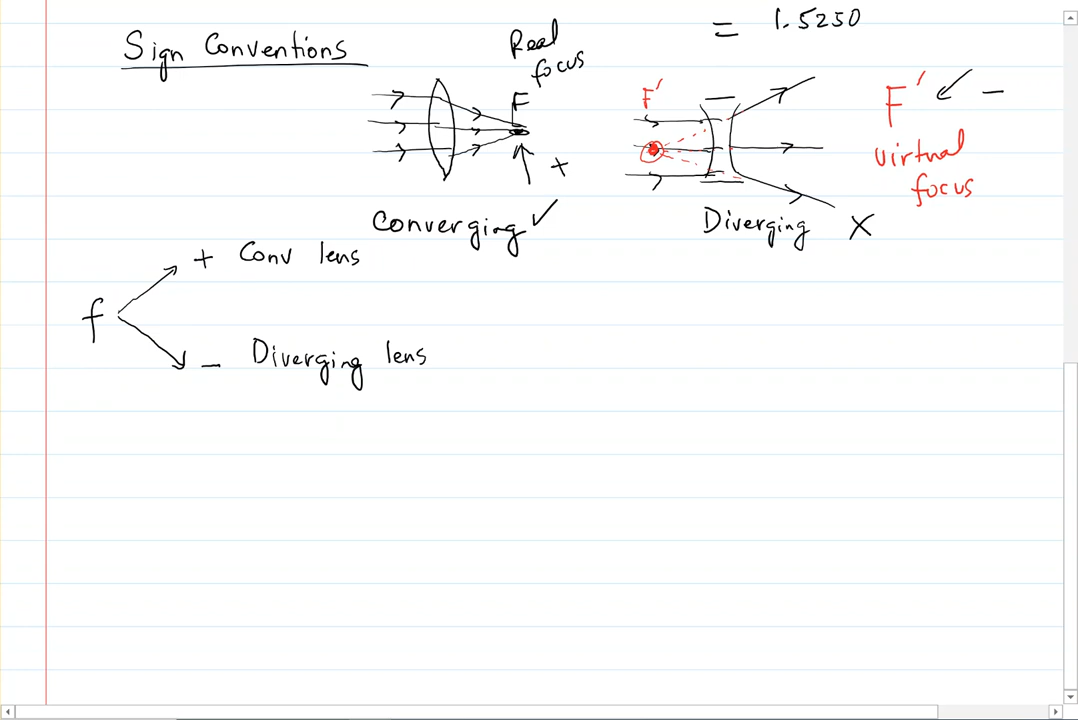 = 1.5250
Sign Conventions
Real
focus
F
F'
F' -
virtual
focus
+
Converging ✓
Diverging X
+ Conv lens
f
- Diverging lens